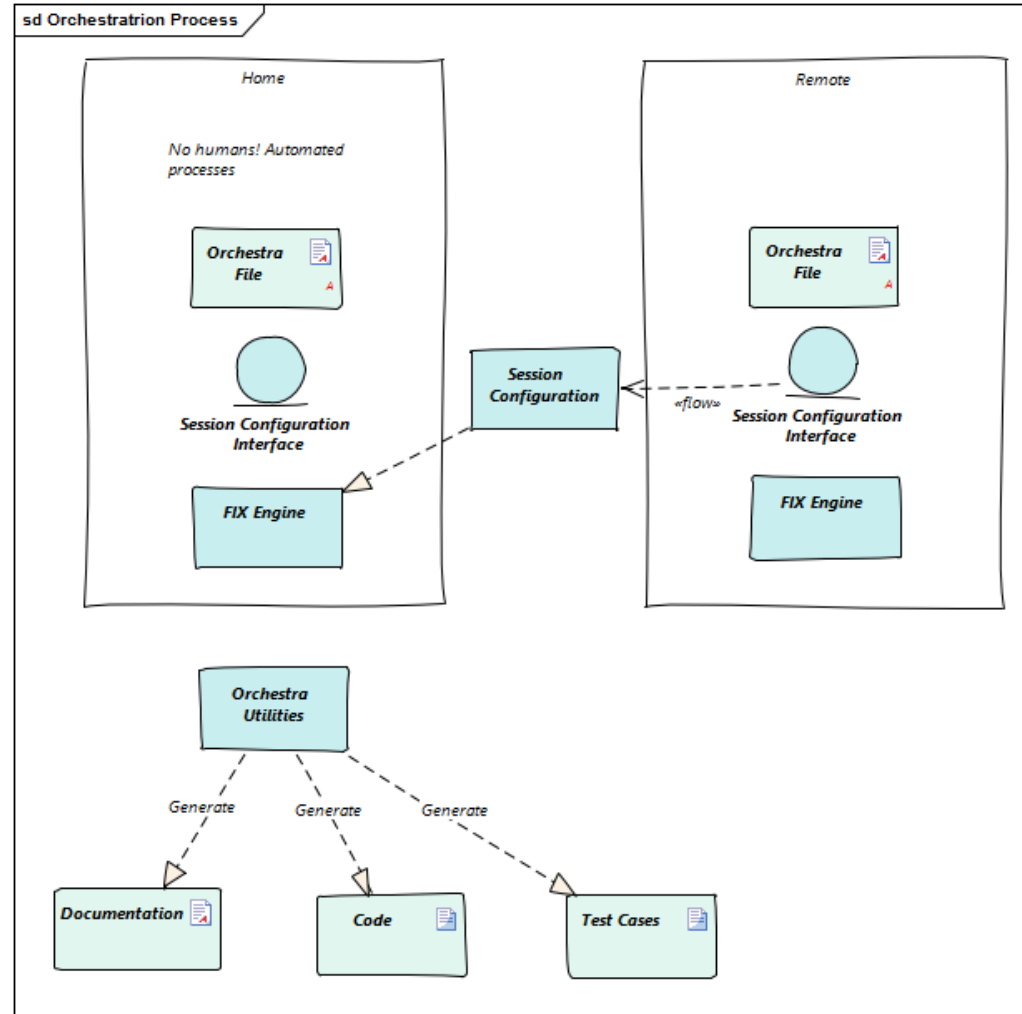 sd Orchestratrion Process
Home
No humans! Automated
processes
Orchestra
File
A
Session Configuration
Interface
FIX Engine
Session
Configuration
«flow»
Remote
Orchestra
File
A
Session Configuration
Interface
FIX Engine
Orchestra
Utilities
Generate
Generate
Generate
Documentation
Code
Test Cases